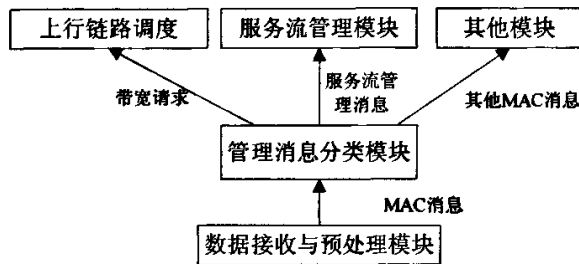 上行链路调度
服务流管理模块
其他模块
带宽请求
服务流管
理消息
其他MAC消息
管理消息分类模块
MAC消息
数据接收与预处理模块